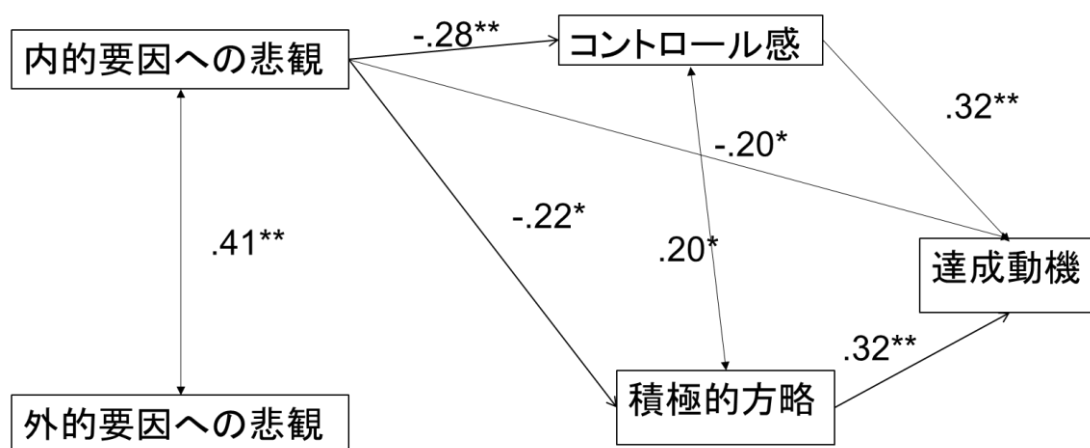 内的要因への悲観
-.28**
コントロール感
.32**
-.20*
-.22*
.41**
.20*
達成動機
.32**
積極的方略
外的要因への悲観